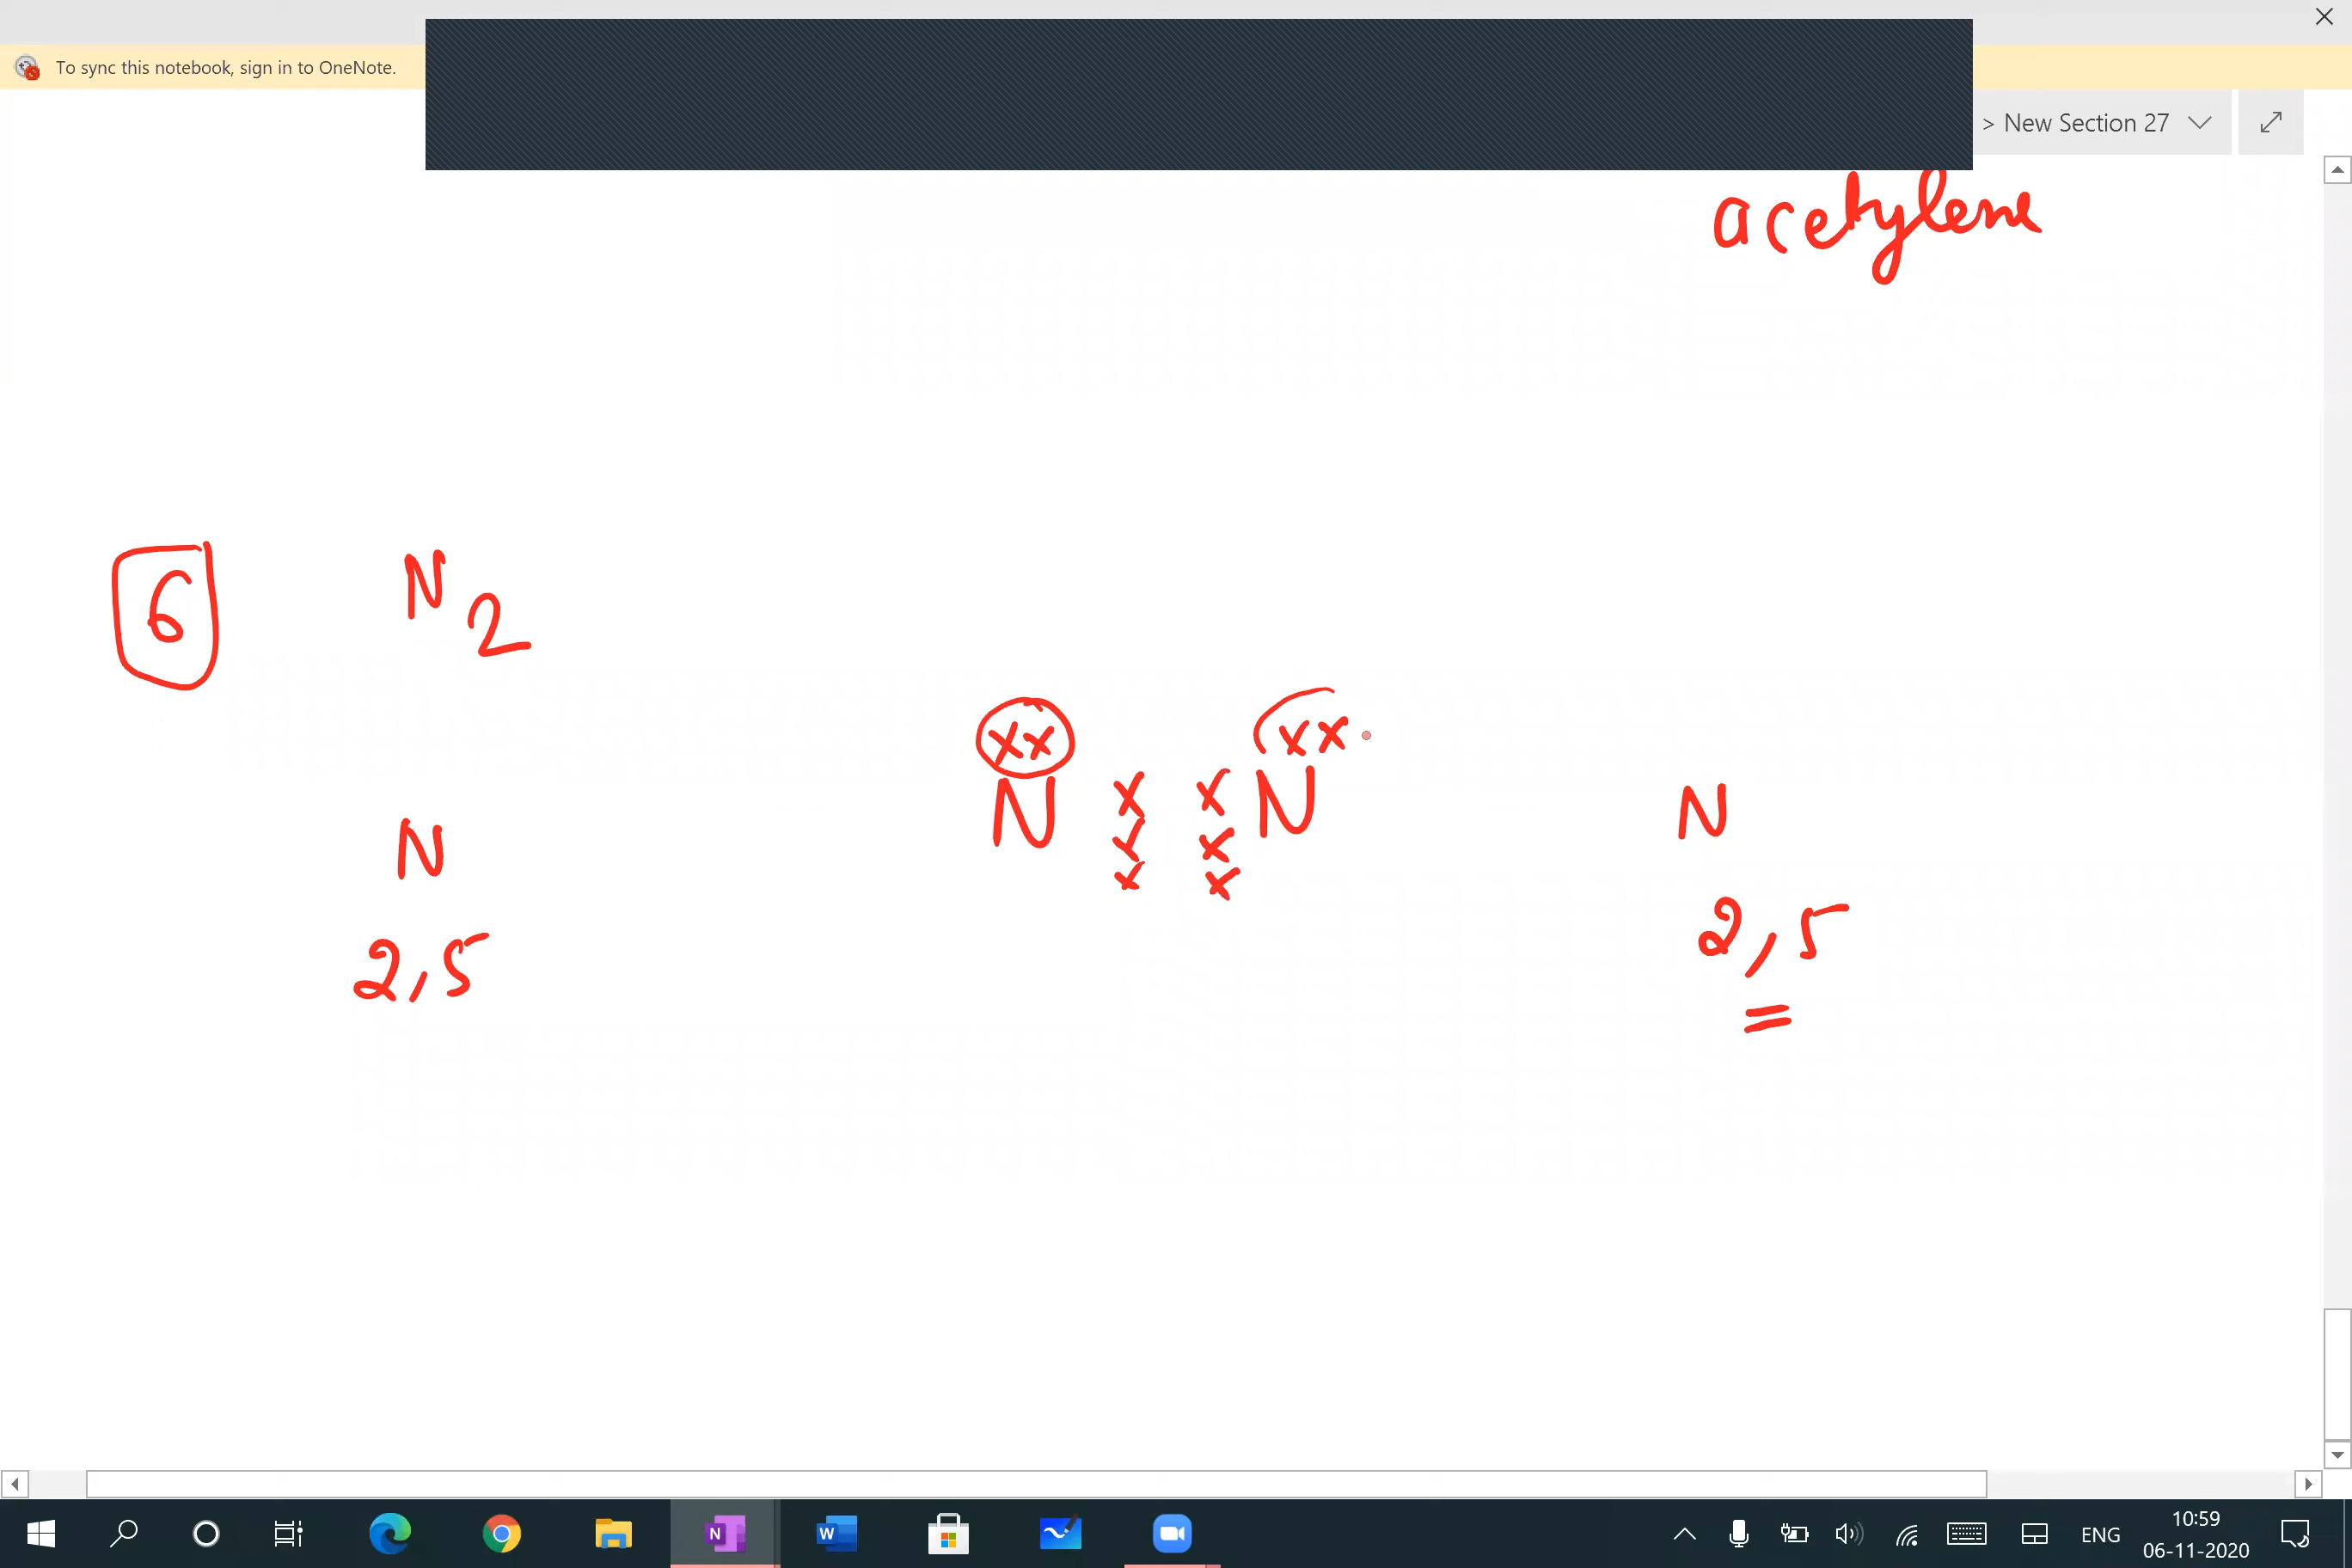 To sync this notebook, sign in to OneNote.
> New Section 27
acetylene
6
N2
xx
xx
N x x N
x x
x x
N
N
2,5
2,5
=
ENG
10:59
06-11-2020